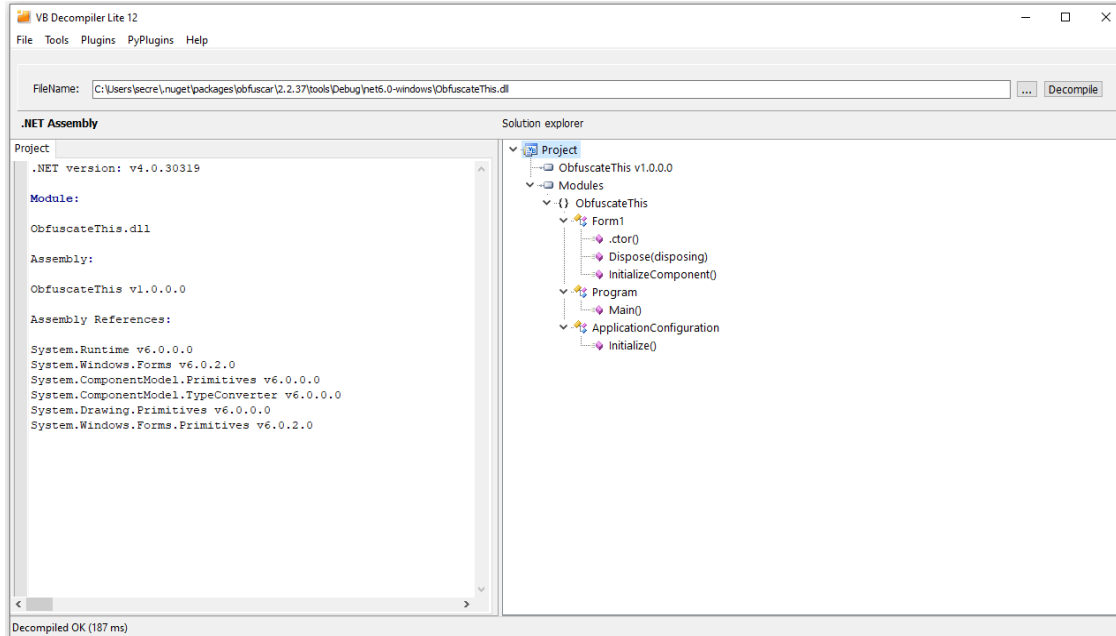 VB Decompiler Lite 12
File Tools Plugins PyPlugins Help
FileName: C:\Users\secre\.nuget\packages\obfuscar\2.2.37\tools\Debug\net6.0-windows\ObfuscateThis.dll ... Decompile
.NET Assembly
Solution explorer
Project
.NET version: v4.0.30319
Module:
ObfuscateThis.dll
Assembly:
ObfuscateThis v1.0.0.0
Assembly References:
System.Runtime v6.0.0.0
System.Windows.Forms v6.0.2.0
System.ComponentModel.Primitives v6.0.0.0
System.ComponentModel.TypeConverter v6.0.0.0
System.Drawing.Primitives v6.0.0.0
System.Windows.Forms.Primitives v6.0.2.0
Project
ObfuscateThis v1.0.0.0
Modules
{} ObfuscateThis
Form1
.ctor()
Dispose(disposing)
InitializeComponent()
Program
Main()
ApplicationConfiguration
Initialize()
Decompiled OK (187 ms)